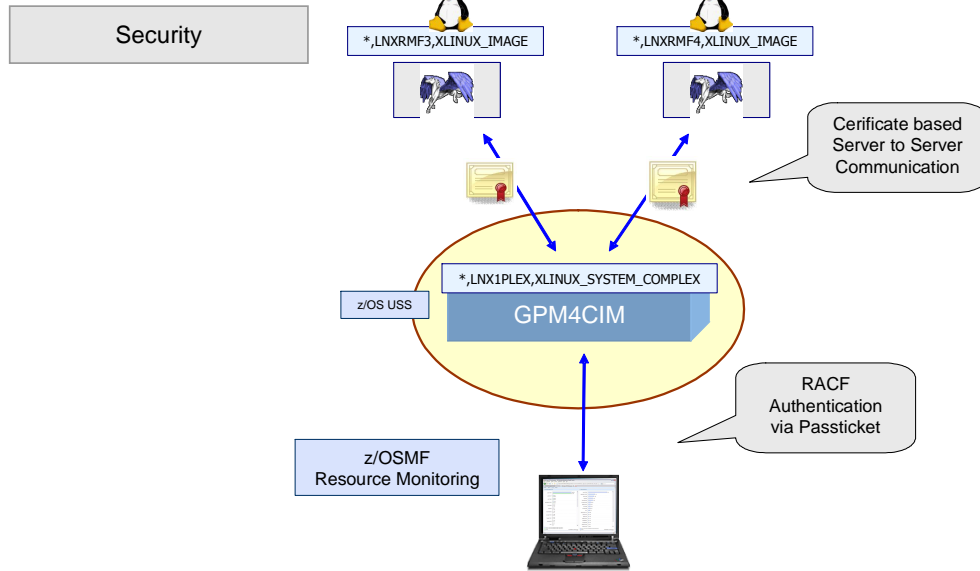 Security
*,LNXRMF3,XLINUX_IMAGE
*,LNXRMF4,XLINUX_IMAGE
Cerificate based
Server to Server
Communication
*,LNX1PLEX,XLINUX_SYSTEM_COMPLEX
z/OS USS
GPM4CIM
RACF
Authentication
via Passticket
z/OSMF
Resource Monitoring